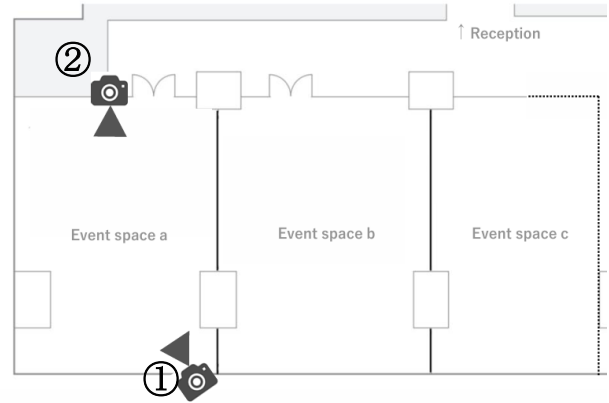 ↑ Reception
②
Event space a
Event space b
Event space c
①